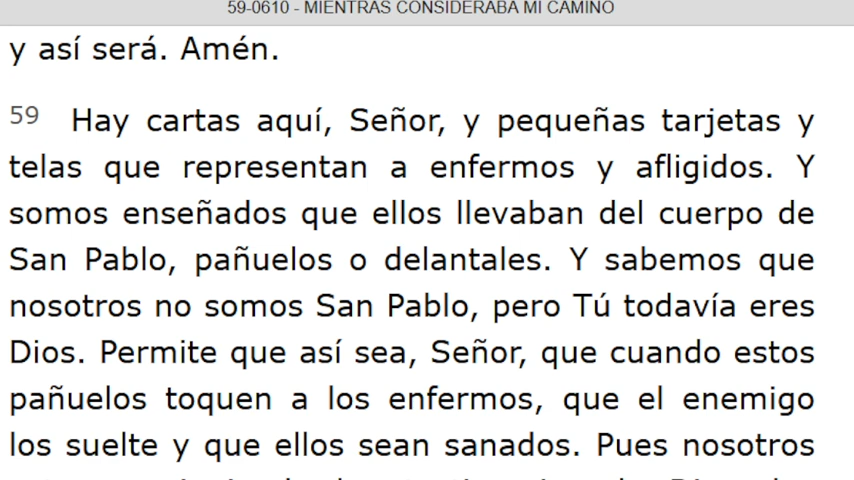 59-0610 - MIENTRAS CONSIDERABA MI CAMINO
y así será. Amén.
59 Hay cartas aquí, Señor, y pequeñas tarjetas y
telas que representan a enfermos y afligidos. Y
somos enseñados que ellos llevaban del cuerpo de
San Pablo, pañuelos o delantales. Y sabemos que
nosotros no somos San Pablo, pero Tú todavía eres
Dios. Permite que así sea, Señor, que cuando estos
pañuelos toquen a los enfermos, que el enemigo
los suelte y que ellos sean sanados. Pues nosotros